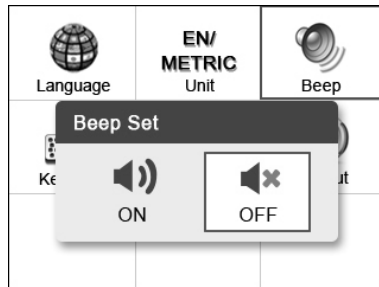 EN/
METRIC
Language
Unit
Beep
Beep Set
ON
OFF